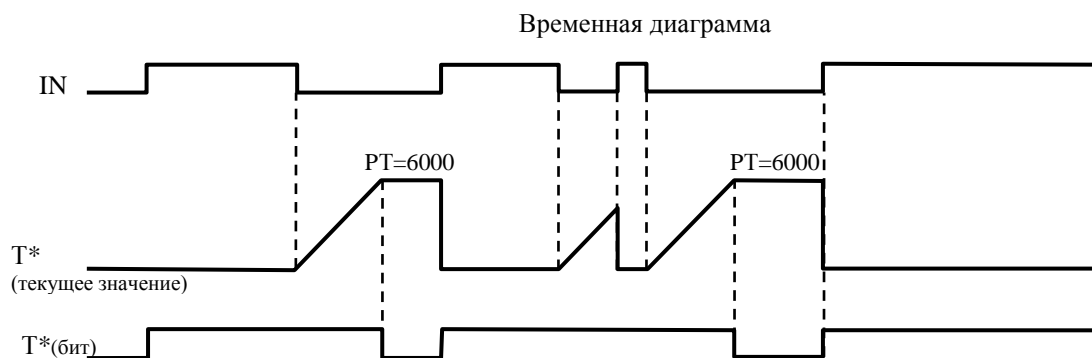 Временная диаграмма
IN
PT=6000 PT=6000
T*
(текущее значение)
T*(бит)